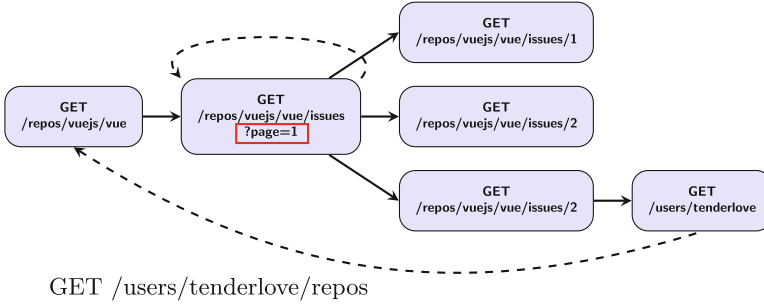 GET
/repos/vuejs/vue/issues/1
GET
/repos/vuejs/vue
GET
/repos/vuejs/vue/issues
?page=1
GET
/repos/vuejs/vue/issues/2
GET
/repos/vuejs/vue/issues/2
GET
/users/tenderlove
GET /users/tenderlove/repos